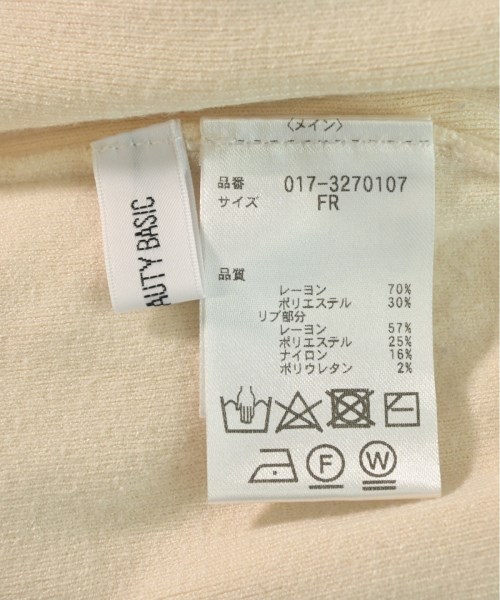 〈メイン〉
品番 017-3270107
サイズ FR
品質
レーヨン 70%
ポリエステル 30%
リブ部分
レーヨン 57%
ポリエステル 25%
ナイロン 16%
ポリウレタン 2%
F W
AUTY BASIC